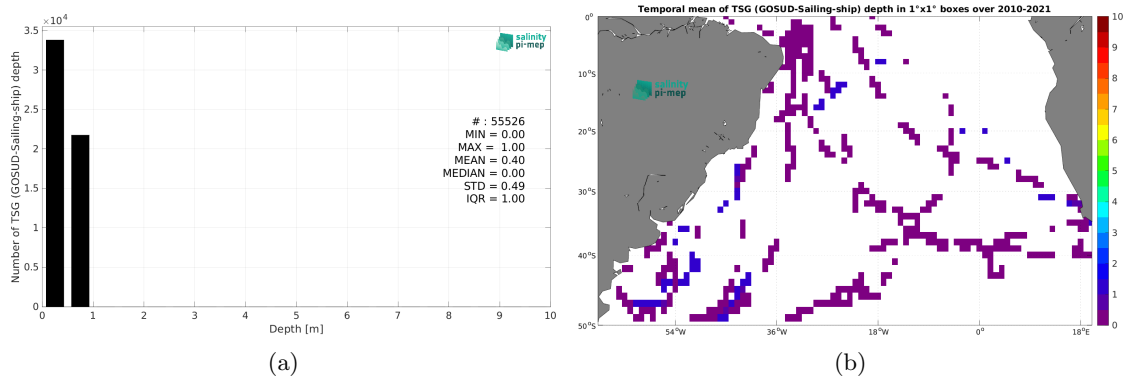 ×10⁴
3.5
3
2.5
2
1.5
1
0.5
0
0 1 2 3 4 5 6 7 8 9 10
Number of TSG (GOSUD-Sailing-ship) depth
Depth [m]
salinity
pi-mep
# : 55526
MIN = 0.00
MAX = 1.00
MEAN = 0.40
MEDIAN = 0.00
STD = 0.49
IQR = 1.00
(a)
Temporal mean of TSG (GOSUD-Sailing-ship) depth in 1°x1° boxes over 2010-2021
0°
10°S
20°S
30°S
40°S
50°S
54°W 36°W 18°W 0° 18°E
salinity
pi-mep
10
9
8
7
6
5
4
3
2
1
0
(b)